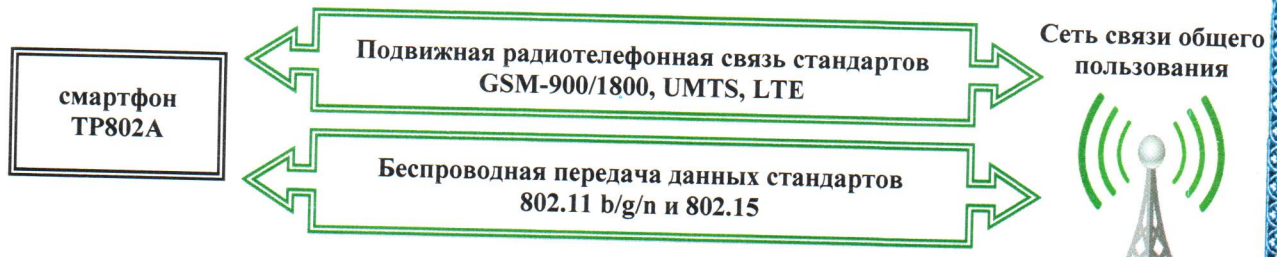 смартфон
TP802A
Подвижная радиотелефонная связь стандартов
GSM-900/1800, UMTS, LTE
Беспроводная передача данных стандартов
802.11 b/g/n и 802.15
Сеть связи общего
пользования